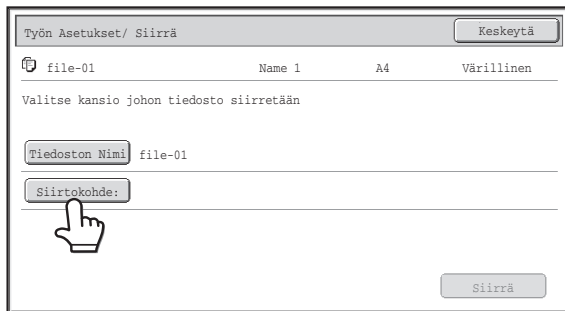 Työn Asetukset/ Siirrä Keskeytä
file-01 Name 1 A4 Värillinen
Valitse kansio johon tiedosto siirretään
Tiedoston Nimi file-01
Siirtokohde:
Siirrä